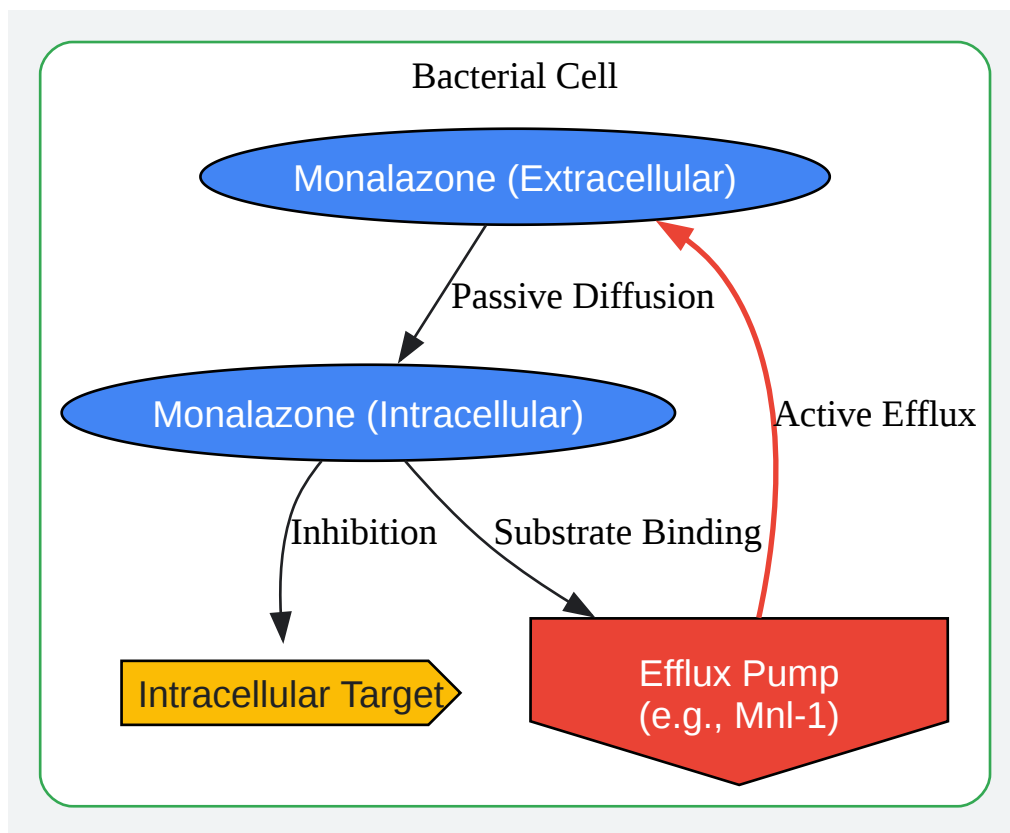 Bacterial Cell
Monalazone (Extracellular)
Passive Diffusion
Active Efflux
Monalazone (Intracellular)
Inhibition
Substrate Binding
Intracellular Target
Efflux Pump
(e.g., Mnl-1)